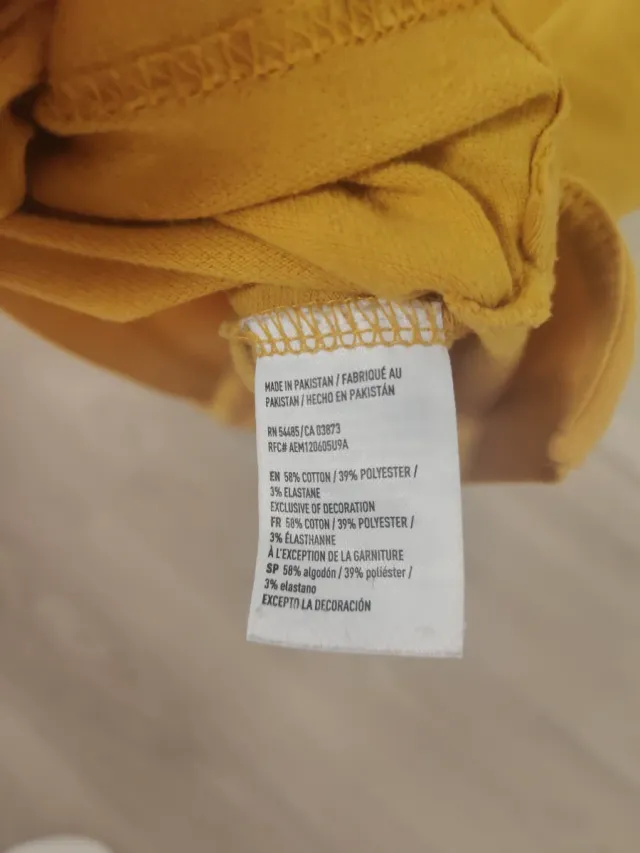 MADE IN PAKISTAN / FABRIQUÉ AU
PAKISTAN / HECHO EN PAKISTÁN
RN 54485/CA 03873
RFC# AEM120605U9A
EN 58% COTTON / 39% POLYESTER /
3% ELASTANE
EXCLUSIVE OF DECORATION
FR 58% COTON / 39% POLYESTER /
3% ÉLASTHANNE
À L'EXCEPTION DE LA GARNITURE
SP 58% algodón / 39% poliéster /
3% elastano
EXCEPTO LA DECORACIÓN